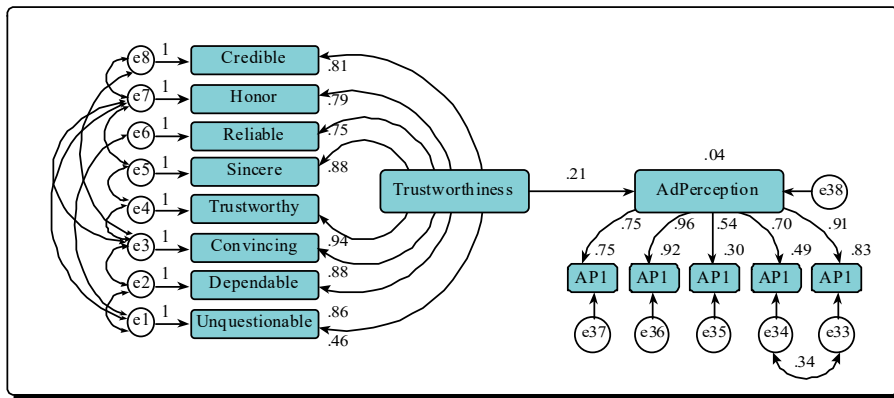 e8 1 Credible .81
e7 1 Honor .79
e6 1 Reliable .75
e5 1 Sincere .88
e4 1 Trustworthy
e3 1 Convincing .94
e2 1 Dependable .88
e1 1 Unquestionable .86
.46
Trustworthiness .21 AdPerception .04 e38
.75 .96 .54 .70 .91
.75 .92 .30 .49 .83
AP1 AP1 AP1 AP1 AP1
e37 e36 e35 e34 e33
.34